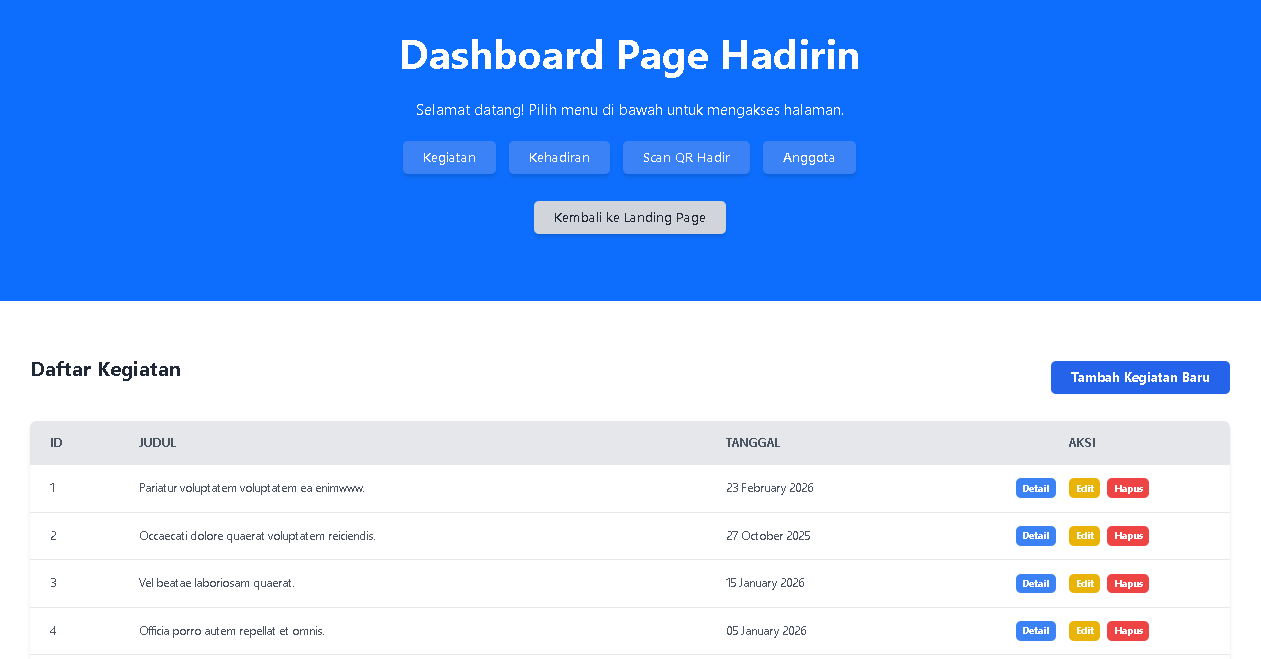 Dashboard Page Hadirin
Selamat datang! Pilih menu di bawah untuk mengakses halaman.
Kegiatan Kehadiran Scan QR Hadir Anggota
Kembali ke Landing Page
Daftar Kegiatan
Tambah Kegiatan Baru
ID JUDUL TANGGAL AKSI
1 Pariatur voluptatem voluptatem ea enimwww. 23 February 2026 Detail Edit Hapus
2 Occaecati dolore quaerat voluptatem reiciendis. 27 October 2025 Detail Edit Hapus
3 Vel beatae laboriosam quaerat. 15 January 2026 Detail Edit Hapus
4 Officia porro autem repellat et omnis. 05 January 2026 Detail Edit Hapus